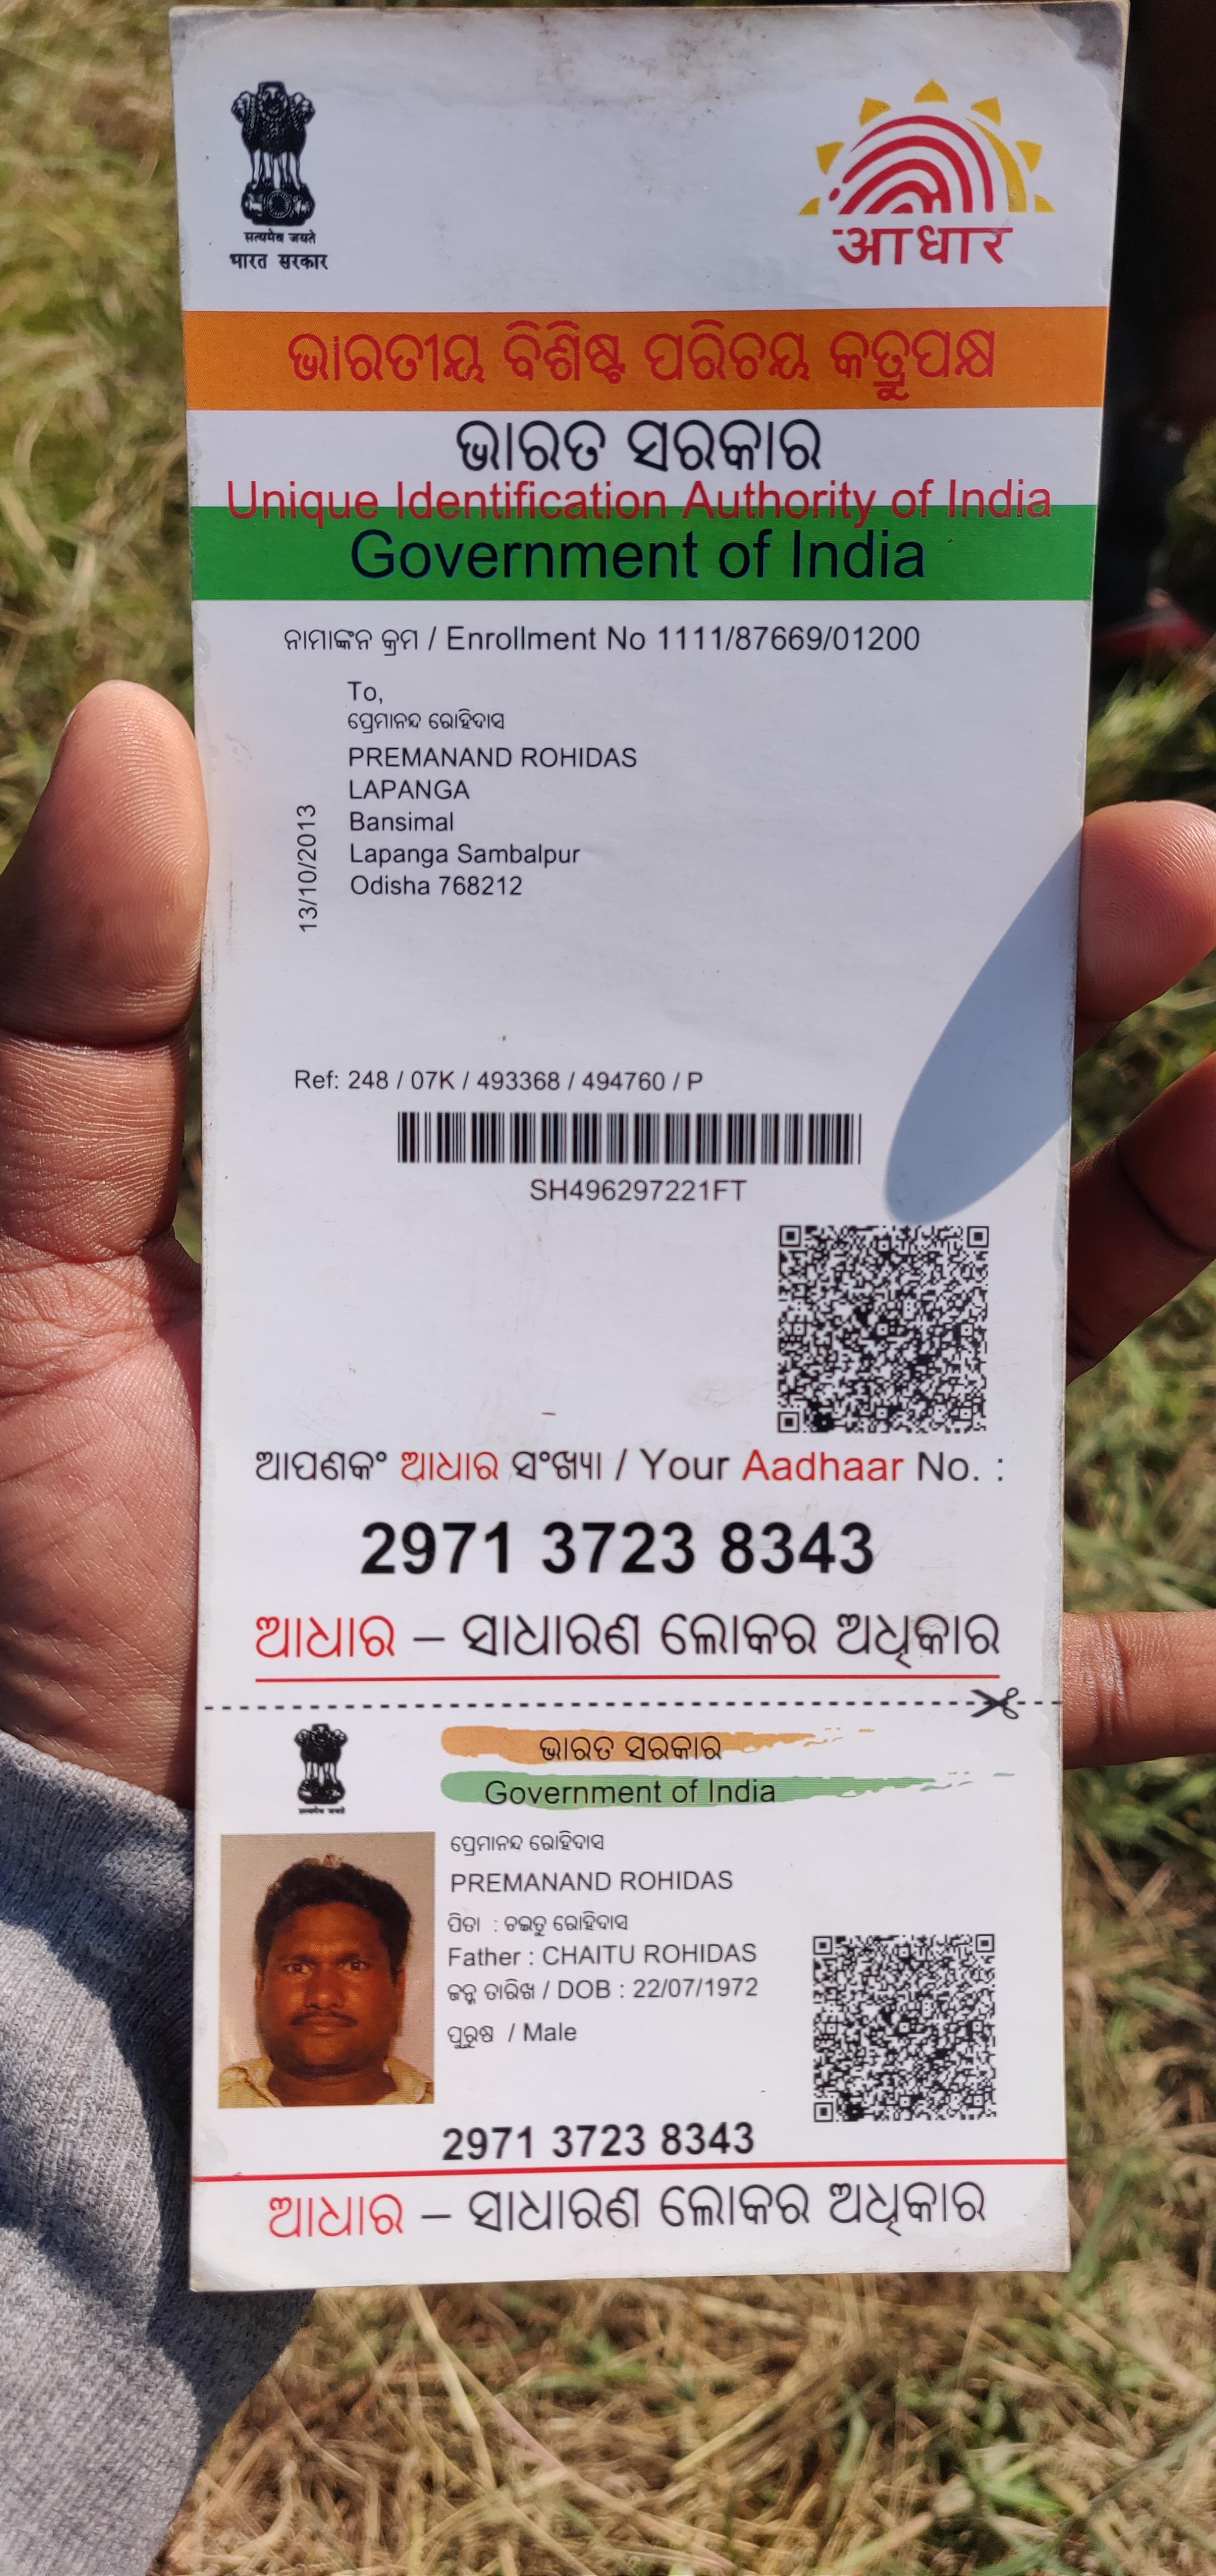 सत्यमेव जयते
भारत सरकार
आधार
ଭାରତୀୟ ବିଶିଷ୍ଟ ପରିଚୟ କର୍ତ୍ତୃପକ୍ଷ
ଭାରତ ସରକାର
Unique Identification Authority of India
Government of India
ନାମାଙ୍କନ କ୍ରମ / Enrollment No 1111/87669/01200
To,
ପ୍ରେମାନନ୍ଦ ରୋହିଦାସ
PREMANAND ROHIDAS
LAPANGA
Bansimal
Lapanga Sambalpur
Odisha 768212
13/10/2013
Ref: 248 / 07K / 493368 / 494760 / P
SH496297221FT
ଆପଣଙ୍କ ଆଧାର ସଂଖ୍ୟା / Your Aadhaar No. :
2971 3723 8343
ଆଧାର – ସାଧାରଣ ଲୋକର ଅଧିକାର
ଭାରତ ସରକାର
Government of India
ପ୍ରେମାନନ୍ଦ ରୋହିଦାସ
PREMANAND ROHIDAS
ପିତା : ଚଇତୁ ରୋହିଦାସ
Father : CHAITU ROHIDAS
ଜନ୍ମ ତାରିଖ / DOB : 22/07/1972
ପୁରୁଷ / Male
2971 3723 8343
ଆଧାର – ସାଧାରଣ ଲୋକର ଅଧିକାର